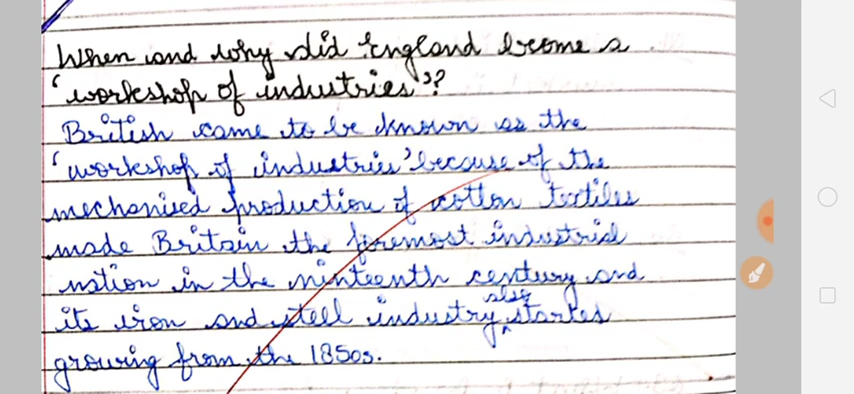 When and why did England become a
'workshop of industries'?
British came to be known as the
'workshop of industries' because of the
mechanised production of cotton textiles
made Britain the foremost industrial
nation in the ninteenth century and
its iron and steel industry also started
growing from the 1850s.